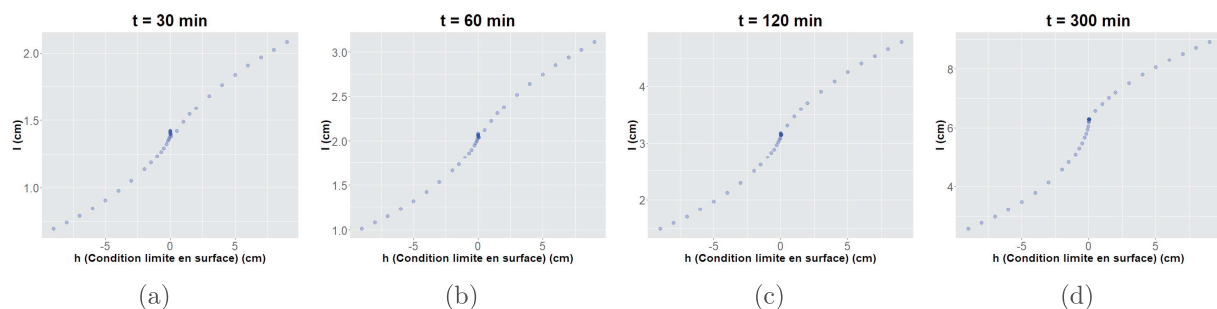 t = 30 min
I (cm)
2.0
1.5
1.0
-5
0
5
h (Condition limite en surface) (cm)
(a)
t = 60 min
I (cm)
3.0
2.5
2.0
1.5
1.0
-5
0
5
h (Condition limite en surface) (cm)
(b)
t = 120 min
I (cm)
4
3
2
-5
0
5
h (Condition limite en surface) (cm)
(c)
t = 300 min
I (cm)
8
6
4
-5
0
5
h (Condition limite en surface) (cm)
(d)